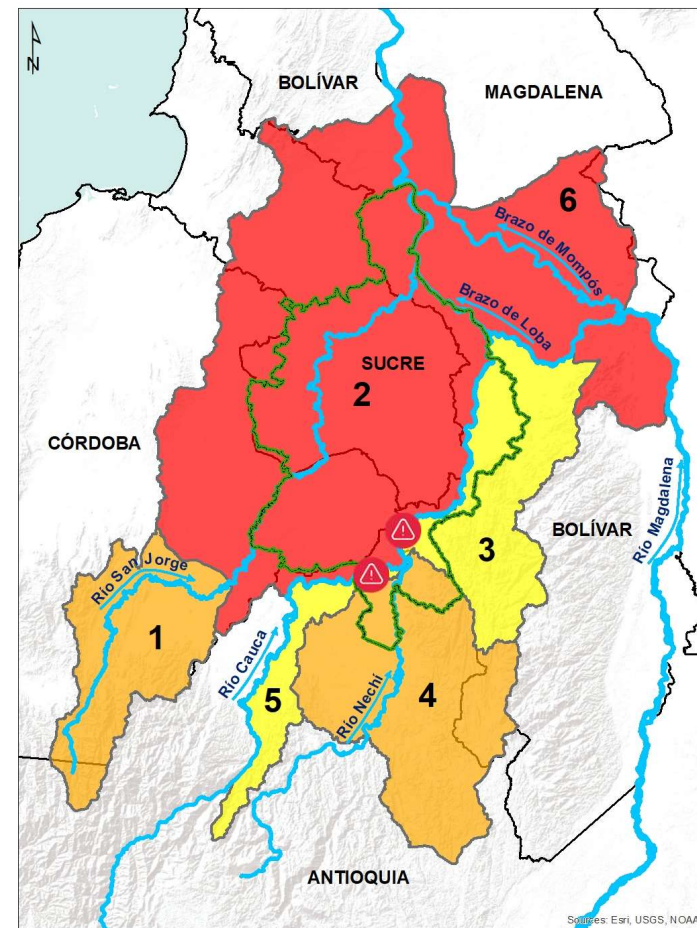 N
BOLÍVAR
MAGDALENA
6
Brazo de Mompós
Brazo de Loba
SUCRE
2
CÓRDOBA
BOLÍVAR
3
Río Magdalena
Río San Jorge
1
Río Cauca
5
Río Nechí
4
ANTIOQUIA
Sources: Esri, USGS, NOAA